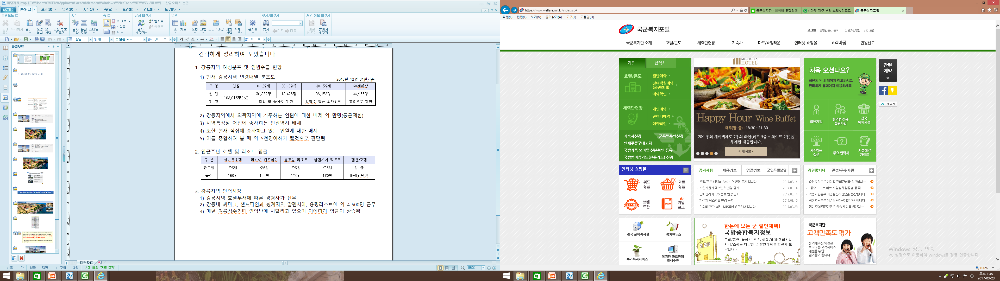 미팅자료.hwp [C:\Users\WORK\AppData\Local\Microsoft\Windows\INetCache\IE\V5GJ2ULV\] - 한컴오피스 한글
파일(F) 편집(E) 보기(U) 입력(D) 서식(J) 쪽(W) 보안(R) 검토(H) 도구(K)
클립보드 서식 쪽 글자 바꾸기 입력 찾기/바꾸기 개인 정보 바꾸기
오려 두기 복사하기 붙이기 모양 복사 모두 선택 조판 부호 지우기 글자 모양 문단 모양 스타일 쪽 여백 바탕쪽 단 글자 바꾸기 한자로 한글로 표 차트 도형 그림 그리기마당 개체 선택 개체 보호 문자표 찾기 이전 다음 바로 바꾸기 찾아서 바꾸기
바탕글 대표 맑은 고딕 13.0 pt 가 가 가 가 가 140 %
클립보드
간략하게 정리하여 보았습니다.
1. 강릉지역 여성분포 및 인원수급 현황
1) 현재 강릉지역 연령대별 분포도
2015년 12월 31일기준
구 분 인원 0~29세 30~39세 40~59세 60세이상
인 원 108,015명(女) 30,377명 12,498명 36,152명 28,988명
비 고 학업 및 육아로 제한 일할수 있는 최대인원 고령으로 제한
2) 강릉지역에서 외곽지역에 거주하는 인원에 대한 배제 약 만명(통근제한)
3) 지역특성상 어업에 종사하는 인원역시 배제
4) 또한 현재 직장에 종사하고 있는 인원에 대한 배제
5) 이를 종합하여 볼 때 약 5천명이하가 될것으로 판단됨
2. 인근주변 호텔 및 리조트 임금
구 분 씨마크호텔 라카이 샌드파인 블루힐 리조트 알펜시아 리조트 펜션/모텔
근무일 주6일 주6일 주6일 주6일 일 급
급여 160만 180만 170만 160만 8~9만원선
3. 강릉지역 인력시장
1) 강릉지역 호텔부재에 따른 경험자가 전무
2) 강릉내 씨마크, 샌드파인과 횡계지역 알펜시아, 용평리조트에 약 4-500명 근무
3) 매년 여름성수기때 인력난에 시달리고 있으며 이에따라 임금이 상승됨
미팅자료
1/1쪽 1단 18줄 54칸 1/1 구역 삽입 변경 내용 [기록 중지] 105%
https://www.welfare.mil.kr/index.jsp#
국군복지단 : 네이버 통합검색 G마켓-제주 부영 호텔&리조트... 국군복지포털
파일(F) 편집(E) 보기(V) 즐겨찾기(A) 도구(T) 도움말(H)
국군복지포털
로그인 공인인증서 등록 회원가입방법 사이트맵
국군복지단 소개 호텔/콘도 체력단련장 기숙사 마트/쇼핑타운 인터넷 쇼핑몰 고객마당 민원신고
개인 협력사
호텔/콘도
일반예약
잔여객실예약
(회원초대)
예약확인
체력단련장
개인예약
잔여티예약
예약확인
기숙사신청 군특별주택신청
면세주류구매조회
국방가족 모바일 신분확인 등록
국방멤버십카드(신용카드) 신청
MILITOPIA
HOTEL
Happy Hour Wine Buffet
매주(월~금) : 18:30 ~21:30
20여종의 세미뷔페로 7종의 와인(레드 5종 + 화이트 2종)을
무제한 제공합니다.
자세히보기
처음 오셨나요?
하단의 안내 페이지 참고하시고
편리하게 홈페이지 이용하세요!
회원가입 현역병 전용 회원가입 전국 복지시설
자주하는 질문 주요 연락처 시설예약 가이드
간편
예약
맨위로
인터넷 쇼핑몰
위드 상품 마트 상품
브랜드관 카달로그
공지사항 채용정보 입찰정보 군인특별분양
호텔/콘도 예약실 FAX 번호 변경 공지 입니다. 2017.03.14
사업지원과 팩스번호 변경 공지 2017.03.14
판매관리과 FAX 번호 변경 공지 2017.03.14
재정과 팩스번호 변경 공지 2017.03.10
한화리조트/ 설악 워터피아 휴장안내 입니다. 2017.02.28
칭찬합시다 친절/우수사원
춘천지원본부 이성열 관리관님을 칭찬합니…
1공수 아파트 마트의 임성희 점장님 등 직…
덕정지원본부 이영철관리관님을 칭찬합니다
덕정지원본부 이영철관리관님을 칭찬합니다.
동여주 체력단련장 김창숙 캐디를 칭찬합…
전국 군복지시설 복지단뉴스
부가복지서비스 복지단 마트판매 면세주류
한눈에 보는 군 할인혜택!
국방종합복지정보
문화/공연, 놀이/스포츠, 여행/레저(렌터카),
외식/쇼핑등 다양한 군 할인혜택을 한곳에 모
았습니다.
국군복지단
고객만족도 평가
참여해주신 의견은
보다나은 고객서비스
개선을 위한
밑거름이 됩니다
Windows 정품 인증
PC 설정으로 이동하여 Windows를 정품 인증합니다.
100%
오후 1:45
2017-03-23